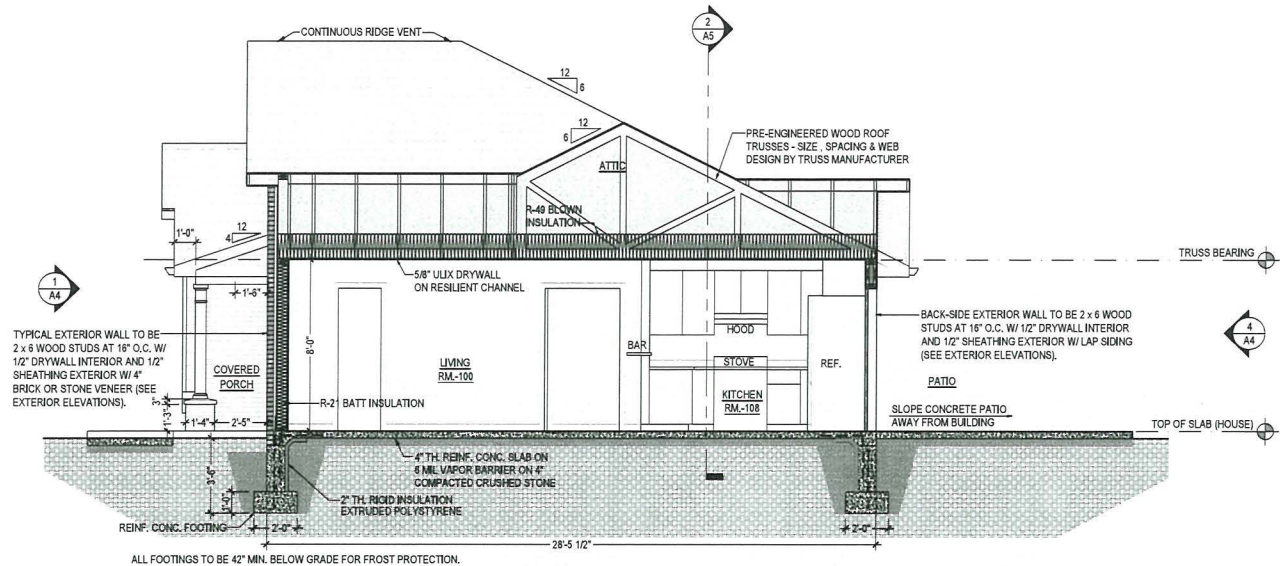 CONTINUOUS RIDGE VENT
2
A5
12
6
12
6
PRE-ENGINEERED WOOD ROOF
TRUSSES - SIZE , SPACING & WEB
DESIGN BY TRUSS MANUFACTURER
ATTIC
R-49 BLOWN
INSULATION
12
4
1'-0"
TRUSS BEARING
5/8" ULIX DRYWALL
ON RESILIENT CHANNEL
1
A4
1'-6"
TYPICAL EXTERIOR WALL TO BE
2 x 6 WOOD STUDS AT 16" O.C. W/
1/2" DRYWALL INTERIOR AND 1/2"
SHEATHING EXTERIOR W/ 4"
BRICK OR STONE VENEER (SEE
EXTERIOR ELEVATIONS).
COVERED
PORCH
8'-0"
LIVING
RM.-100
BAR
HOOD
STOVE
REF.
KITCHEN
RM.-108
BACK-SIDE EXTERIOR WALL TO BE 2 x 6 WOOD
STUDS AT 16" O.C. W/ 1/2" DRYWALL INTERIOR
AND 1/2" SHEATHING EXTERIOR W/ LAP SIDING
(SEE EXTERIOR ELEVATIONS).
4
A4
PATIO
3"
1'-3"
1'-4"
2'-5"
R-21 BATT INSULATION
SLOPE CONCRETE PATIO
AWAY FROM BUILDING
TOP OF SLAB (HOUSE)
4" TH. REINF. CONC. SLAB ON
6 MIL VAPOR BARRIER ON 4"
COMPACTED CRUSHED STONE
3'-6"
1'-0"
2" TH. RIGID INSULATION
EXTRUDED POLYSTYRENE
REINF. CONC. FOOTING
2'-0"
2'-0"
28'-5 1/2"
ALL FOOTINGS TO BE 42" MIN. BELOW GRADE FOR FROST PROTECTION.